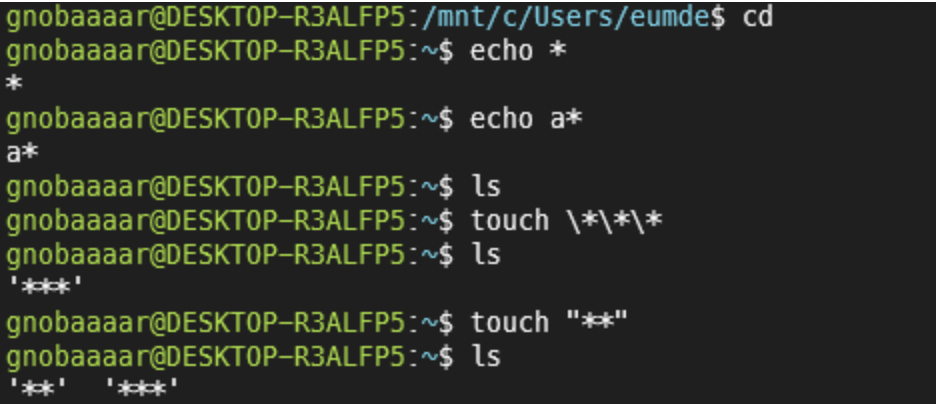 gnobaaaar@DESKTOP-R3ALFP5:/mnt/c/Users/eumde$ cd
gnobaaaar@DESKTOP-R3ALFP5:~$ echo *
*
gnobaaaar@DESKTOP-R3ALFP5:~$ echo a*
a*
gnobaaaar@DESKTOP-R3ALFP5:~$ ls
gnobaaaar@DESKTOP-R3ALFP5:~$ touch \*\*\*
gnobaaaar@DESKTOP-R3ALFP5:~$ ls
'***'
gnobaaaar@DESKTOP-R3ALFP5:~$ touch "**"
gnobaaaar@DESKTOP-R3ALFP5:~$ ls
'**'  '***'